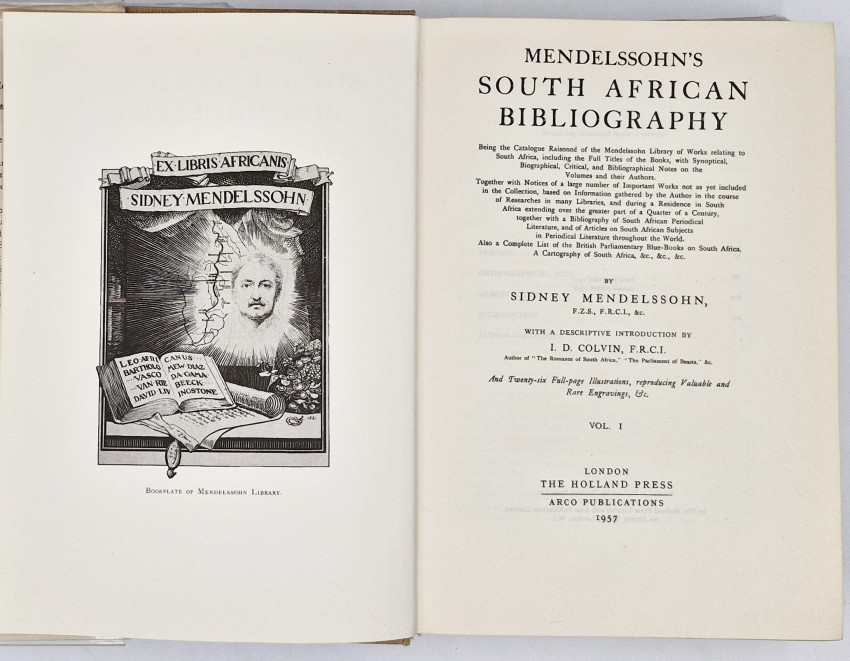 EX·LIBRIS·AFRICANIS
·SIDNEY·MENDELSSOHN·
LEO AFRI CANUS···
BARTHOLO MEW DIAZ
···VASCO DA GAMA·
··VAN·RIE BEECK
DAVID·LIV INGSTONE
Bookplate of Mendelssohn Library.
MENDELSSOHN'S
SOUTH AFRICAN
BIBLIOGRAPHY
Being the Catalogue Raisonné of the Mendelssohn Library of Works relating to
South Africa, including the Full Titles of the Books, with Synoptical,
Biographical, Critical, and Bibliographical Notes on the
Volumes and their Authors.
Together with Notices of a large number of Important Works not as yet included
in the Collection, based on Information gathered by the Author in the course
of Researches in many Libraries, and during a Residence in South
Africa extending over the greater part of a Quarter of a Century,
together with a Bibliography of South African Periodical
Literature, and of Articles on South African Subjects
in Periodical Literature throughout the World.
Also a Complete List of the British Parliamentary Blue-Books on South Africa,
A Cartography of South Africa, &c., &c., &c.
BY
SIDNEY MENDELSSOHN,
F.Z.S., F.R.C.I., &c.
WITH A DESCRIPTIVE INTRODUCTION BY
I. D. COLVIN, F.R.C.I.
Author of "The Romance of South Africa," "The Parliament of Beasts," &c.
And Twenty-six Full-page Illustrations, reproducing Valuable and
Rare Engravings, &c.
VOL. I
LONDON
THE HOLLAND PRESS
ARCO PUBLICATIONS
1957